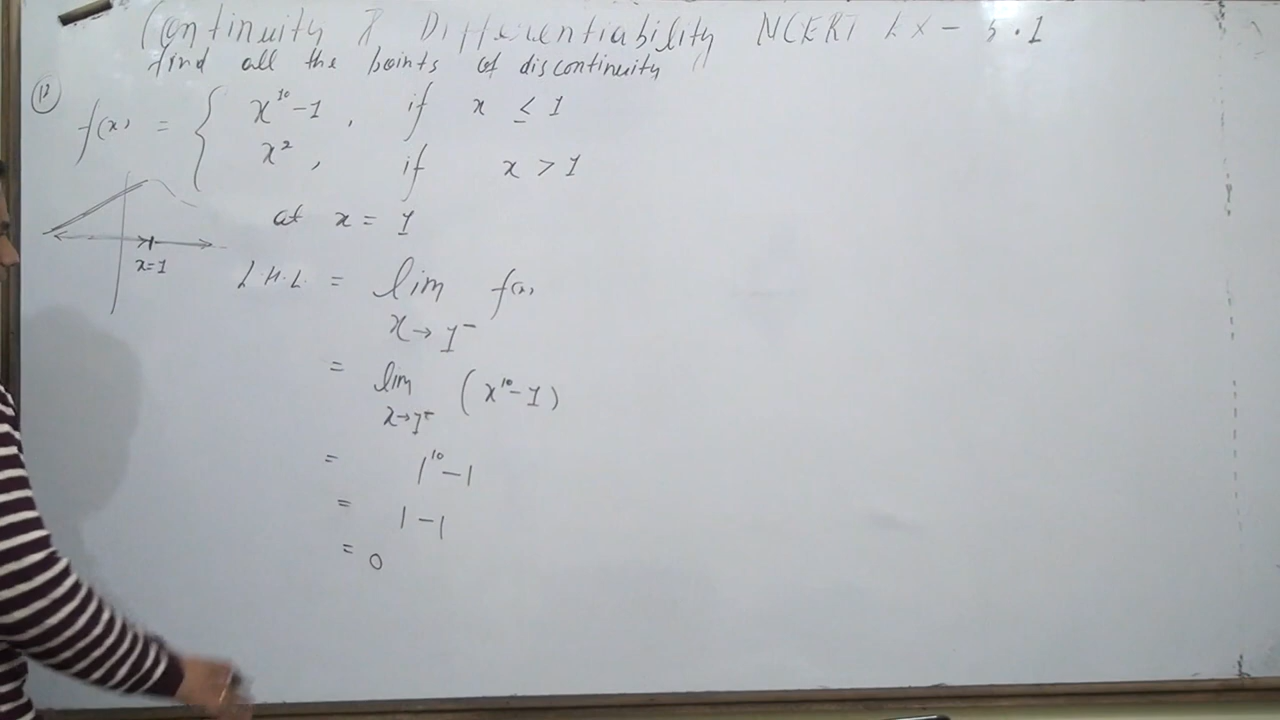 Continuity & Differentiability NCERT EX - 5.1
find all the points of discontinuity
12
f(x) = { x¹⁰-1 , if x ≤ 1
x² , if x > 1
at x = 1
x=1
L.H.L. = lim f(x)
x → 1⁻
= lim (x¹⁰-1)
x→1⁻
= 1¹⁰-1
= 1-1
= 0